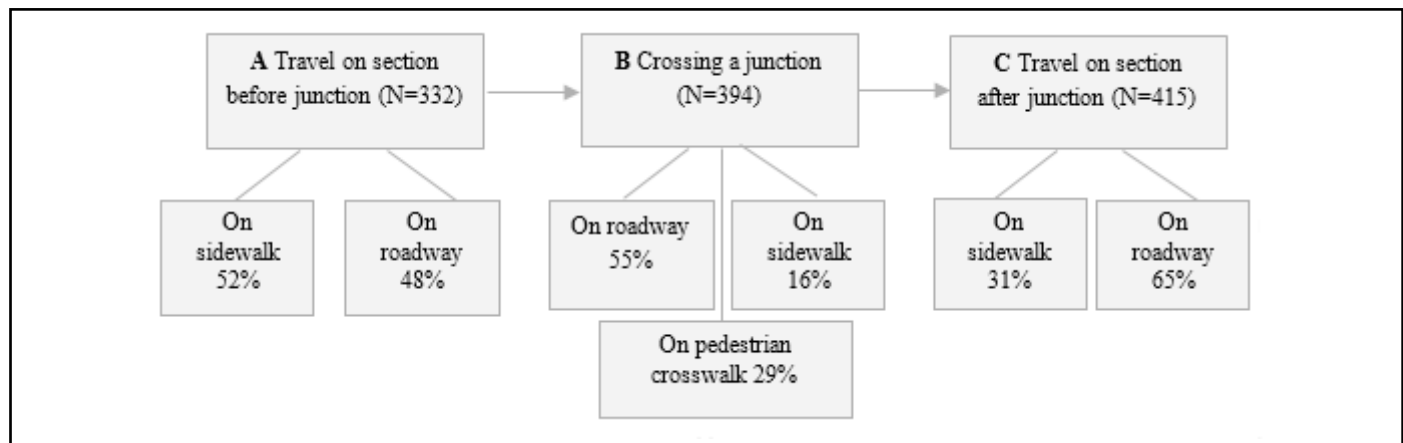 A Travel on section
before junction (N=332)
B Crossing a junction
(N=394)
C Travel on section
after junction (N=415)
On
sidewalk
52%
On
roadway
48%
On roadway
55%
On
sidewalk
16%
On
sidewalk
31%
On
roadway
65%
On pedestrian
crosswalk 29%